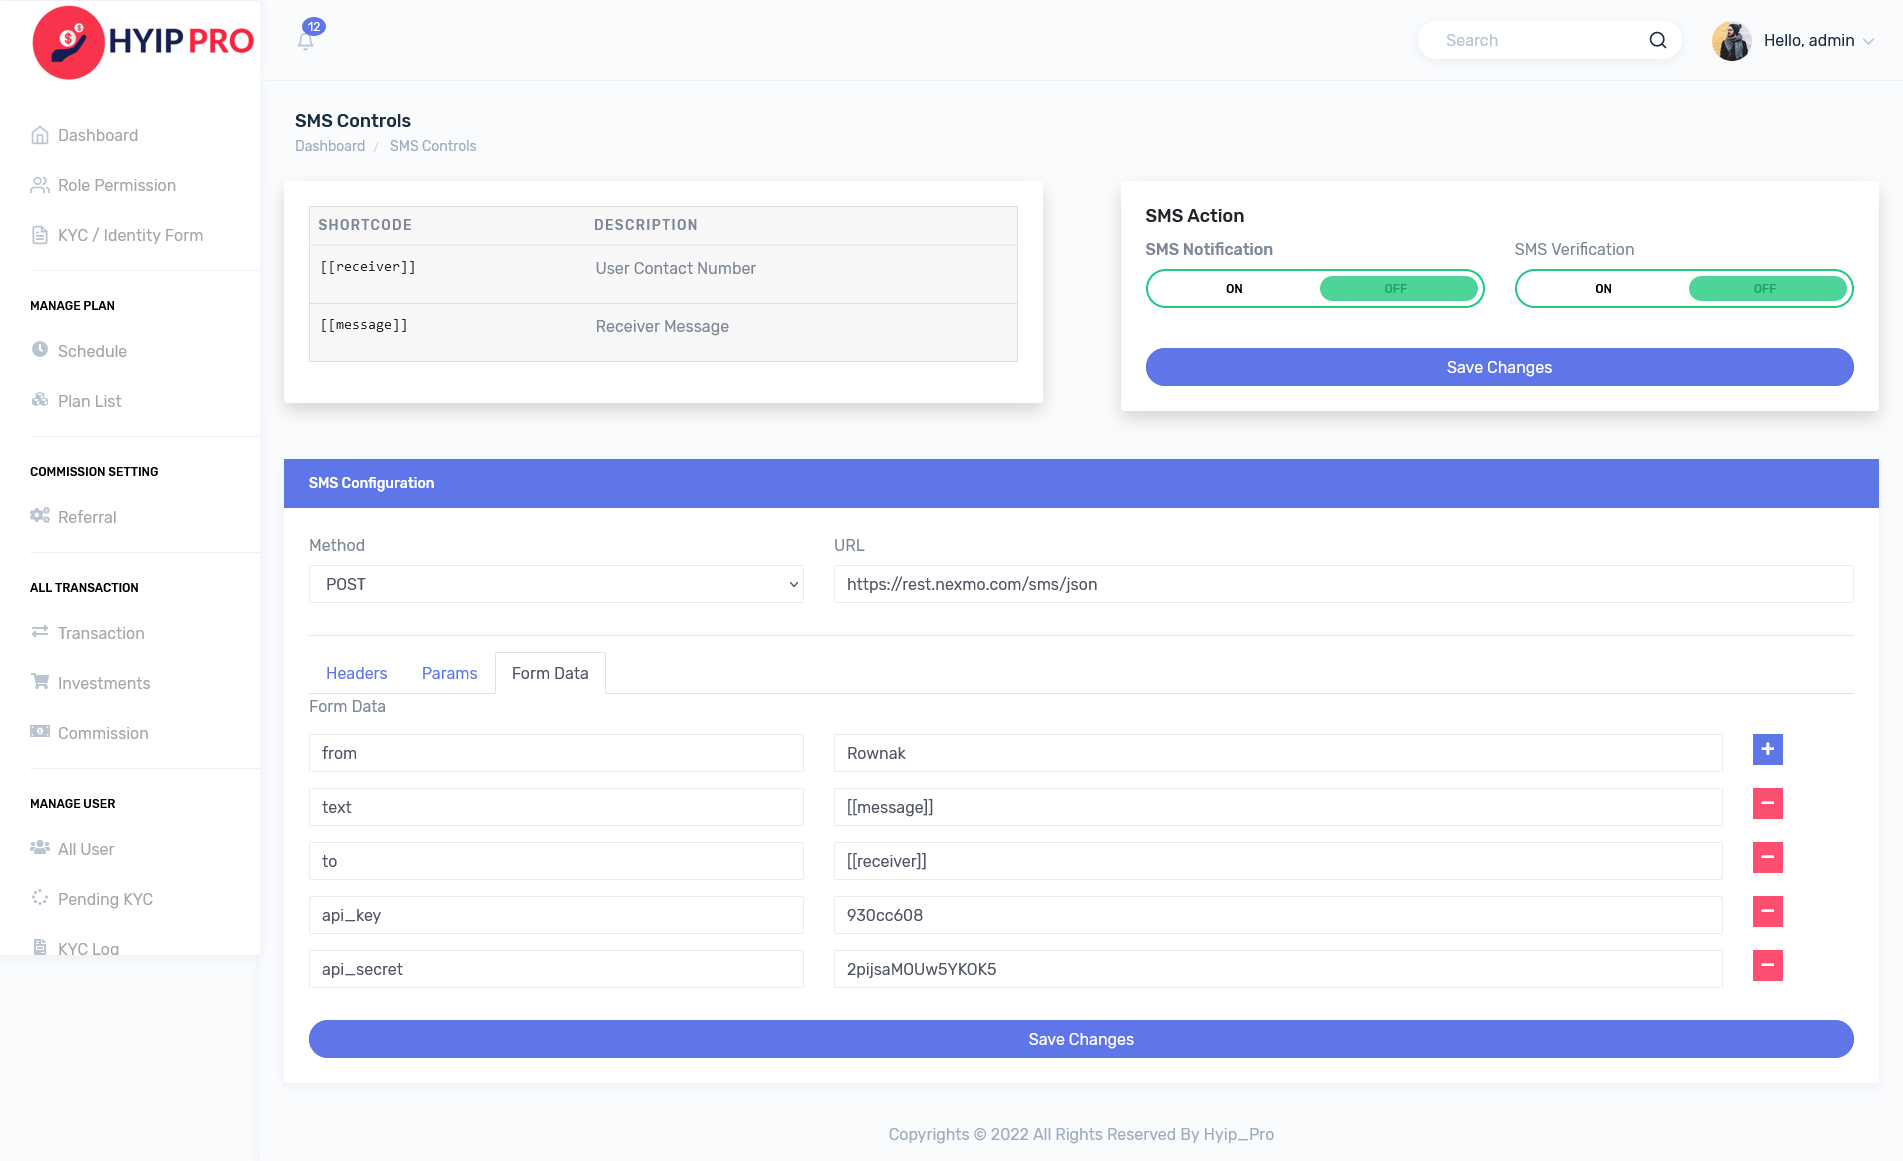 HYIP PRO
12
Search
Hello, admin
Dashboard
Role Permission
KYC / Identity Form
MANAGE PLAN
Schedule
Plan List
COMMISSION SETTING
Referral
ALL TRANSACTION
Transaction
Investments
Commission
MANAGE USER
All User
Pending KYC
KYC Log
SMS Controls
Dashboard / SMS Controls
SHORTCODE DESCRIPTION
[[receiver]] User Contact Number
[[message]] Receiver Message
SMS Action
SMS Notification SMS Verification
ON OFF ON OFF
Save Changes
SMS Configuration
Method URL
POST https://rest.nexmo.com/sms/json
Headers Params Form Data
Form Data
from Rownak
text [[message]]
to [[receiver]]
api_key 930cc608
api_secret 2pijsaMOUw5YKOK5
Save Changes
Copyrights © 2022 All Rights Reserved By Hyip_Pro